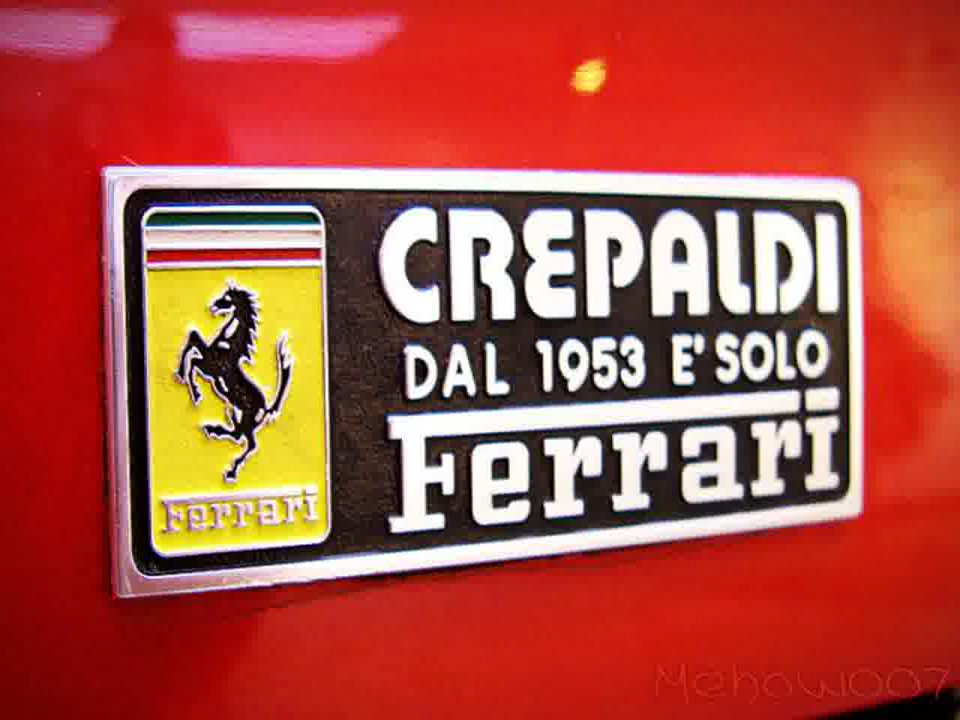 CREPALDI
DAL 1953 E' SOLO
Ferrari
Ferrari
Mehow007